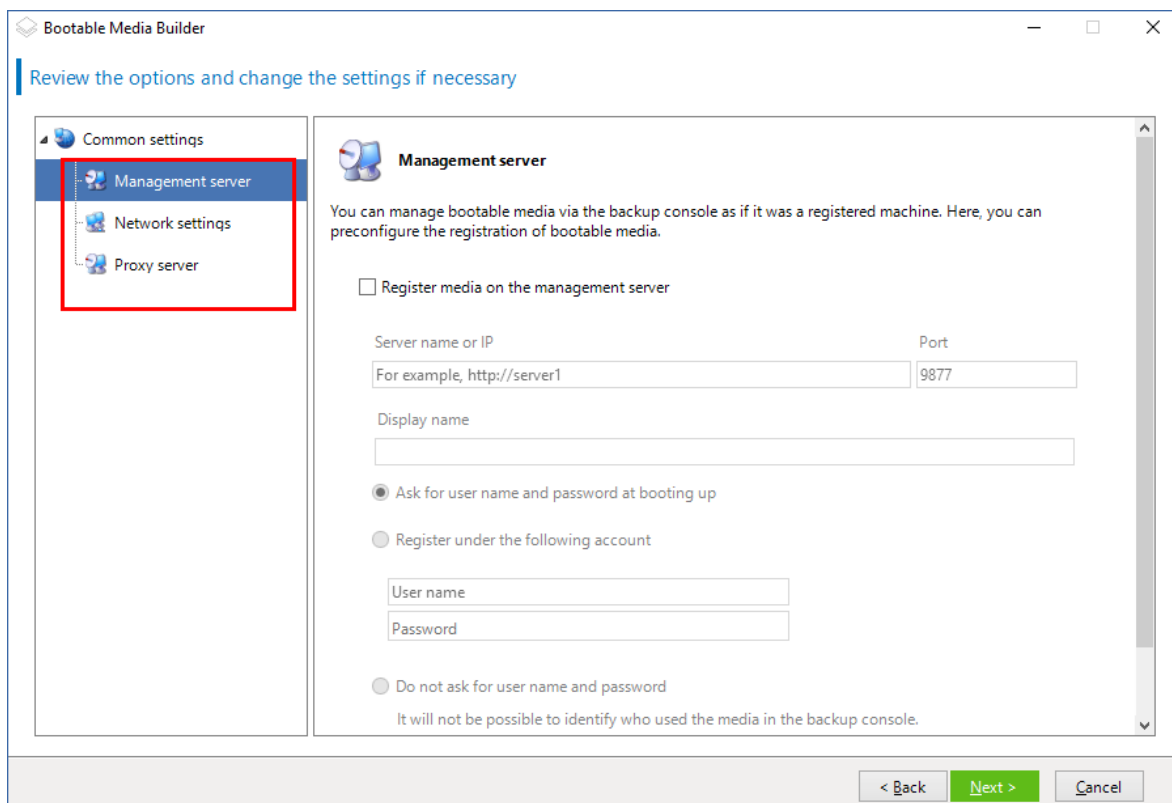 Bootable Media Builder
Review the options and change the settings if necessary
Common settings
Management server
Network settings
Proxy server
Management server
You can manage bootable media via the backup console as if it was a registered machine. Here, you can
preconfigure the registration of bootable media.
Register media on the management server
Server name or IP
Port
For example, http://server1
9877
Display name
Ask for user name and password at booting up
Register under the following account
User name
Password
Do not ask for user name and password
It will not be possible to identify who used the media in the backup console.
< Back
Next >
Cancel